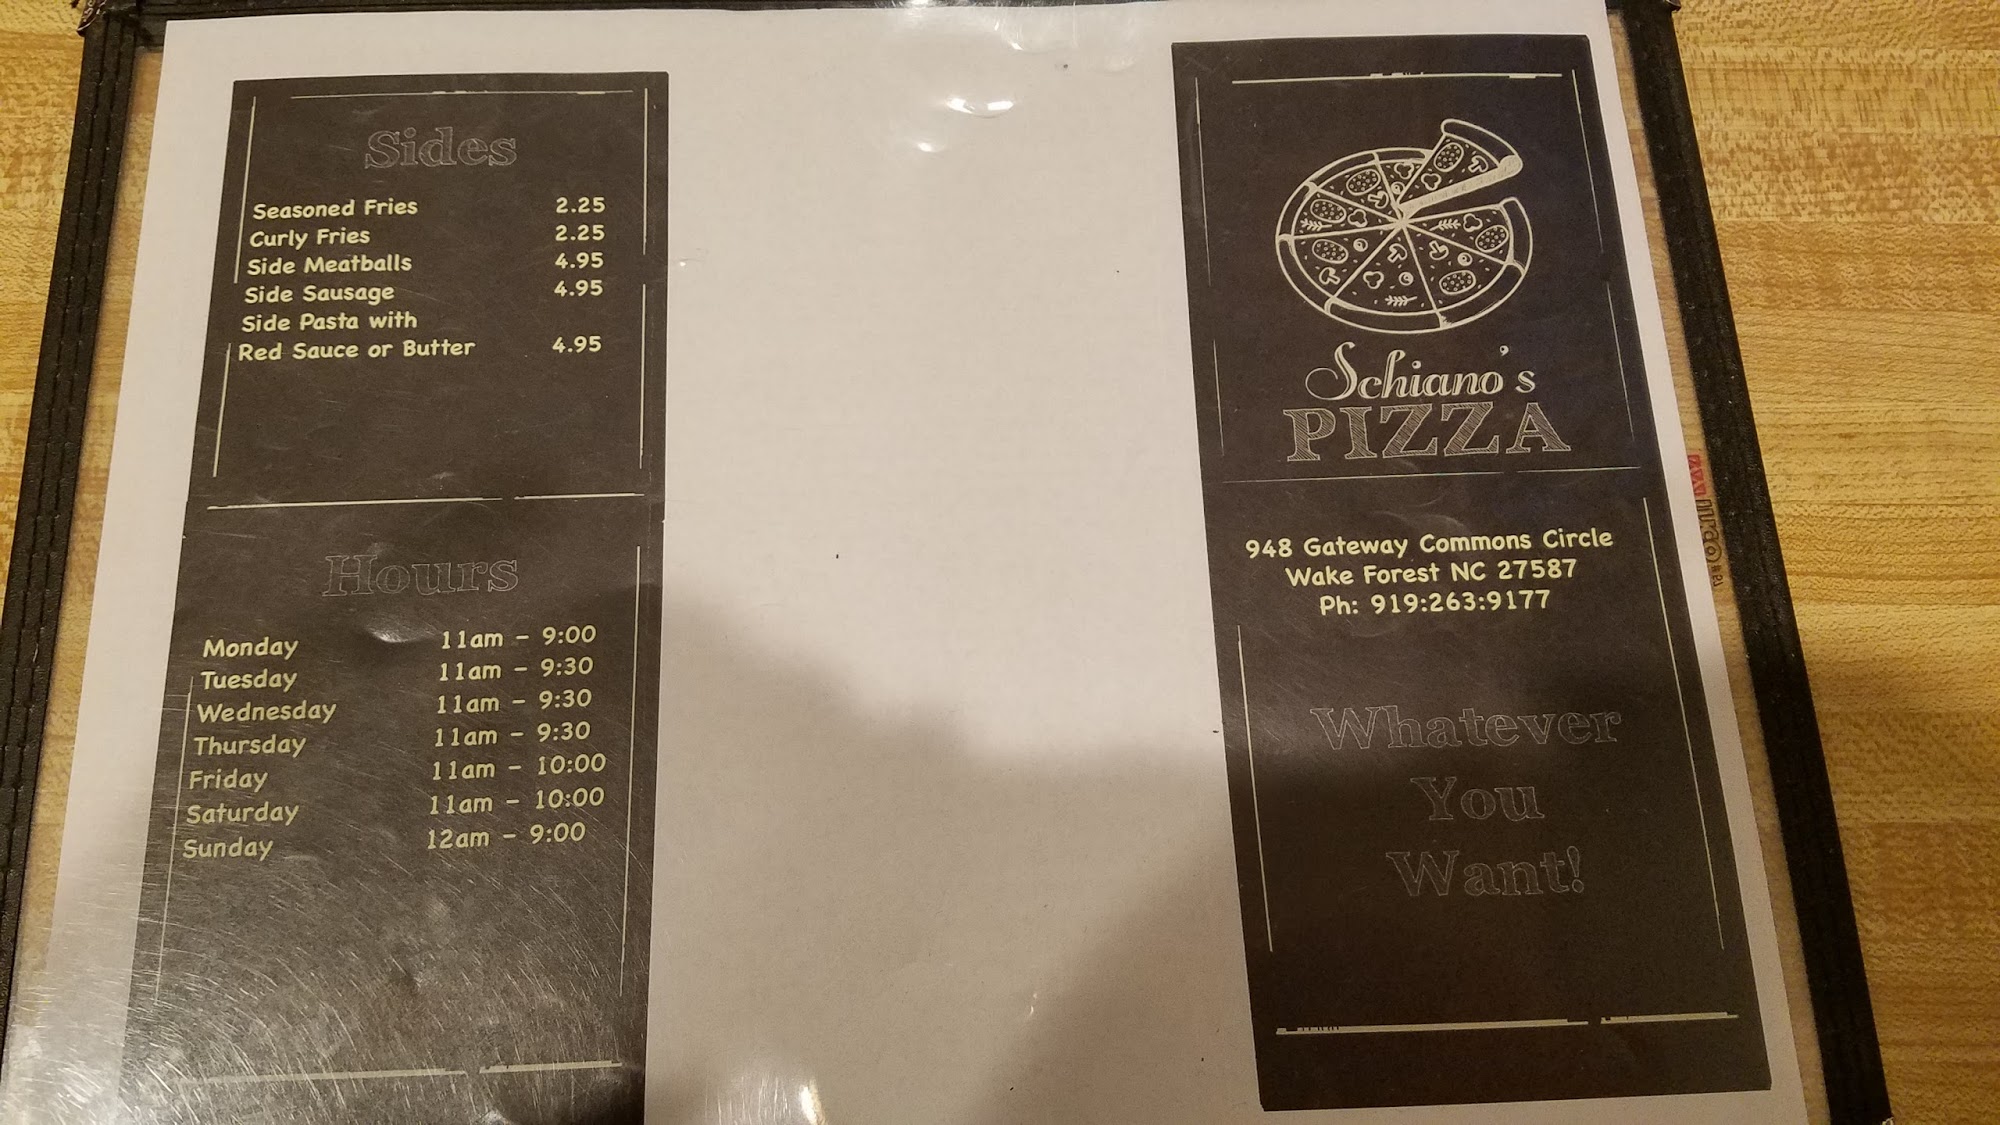 Sides
Seasoned Fries 2.25
Curly Fries 2.25
Side Meatballs 4.95
Side Sausage 4.95
Side Pasta with
Red Sauce or Butter 4.95
Hours
Monday 11am - 9:00
Tuesday 11am - 9:30
Wednesday 11am - 9:30
Thursday 11am - 9:30
Friday 11am - 10:00
Saturday 11am - 10:00
Sunday 12am - 9:00
Schiano's
PIZZA
948 Gateway Commons Circle
Wake Forest NC 27587
Ph: 919:263:9177
Whatever
You
Want!